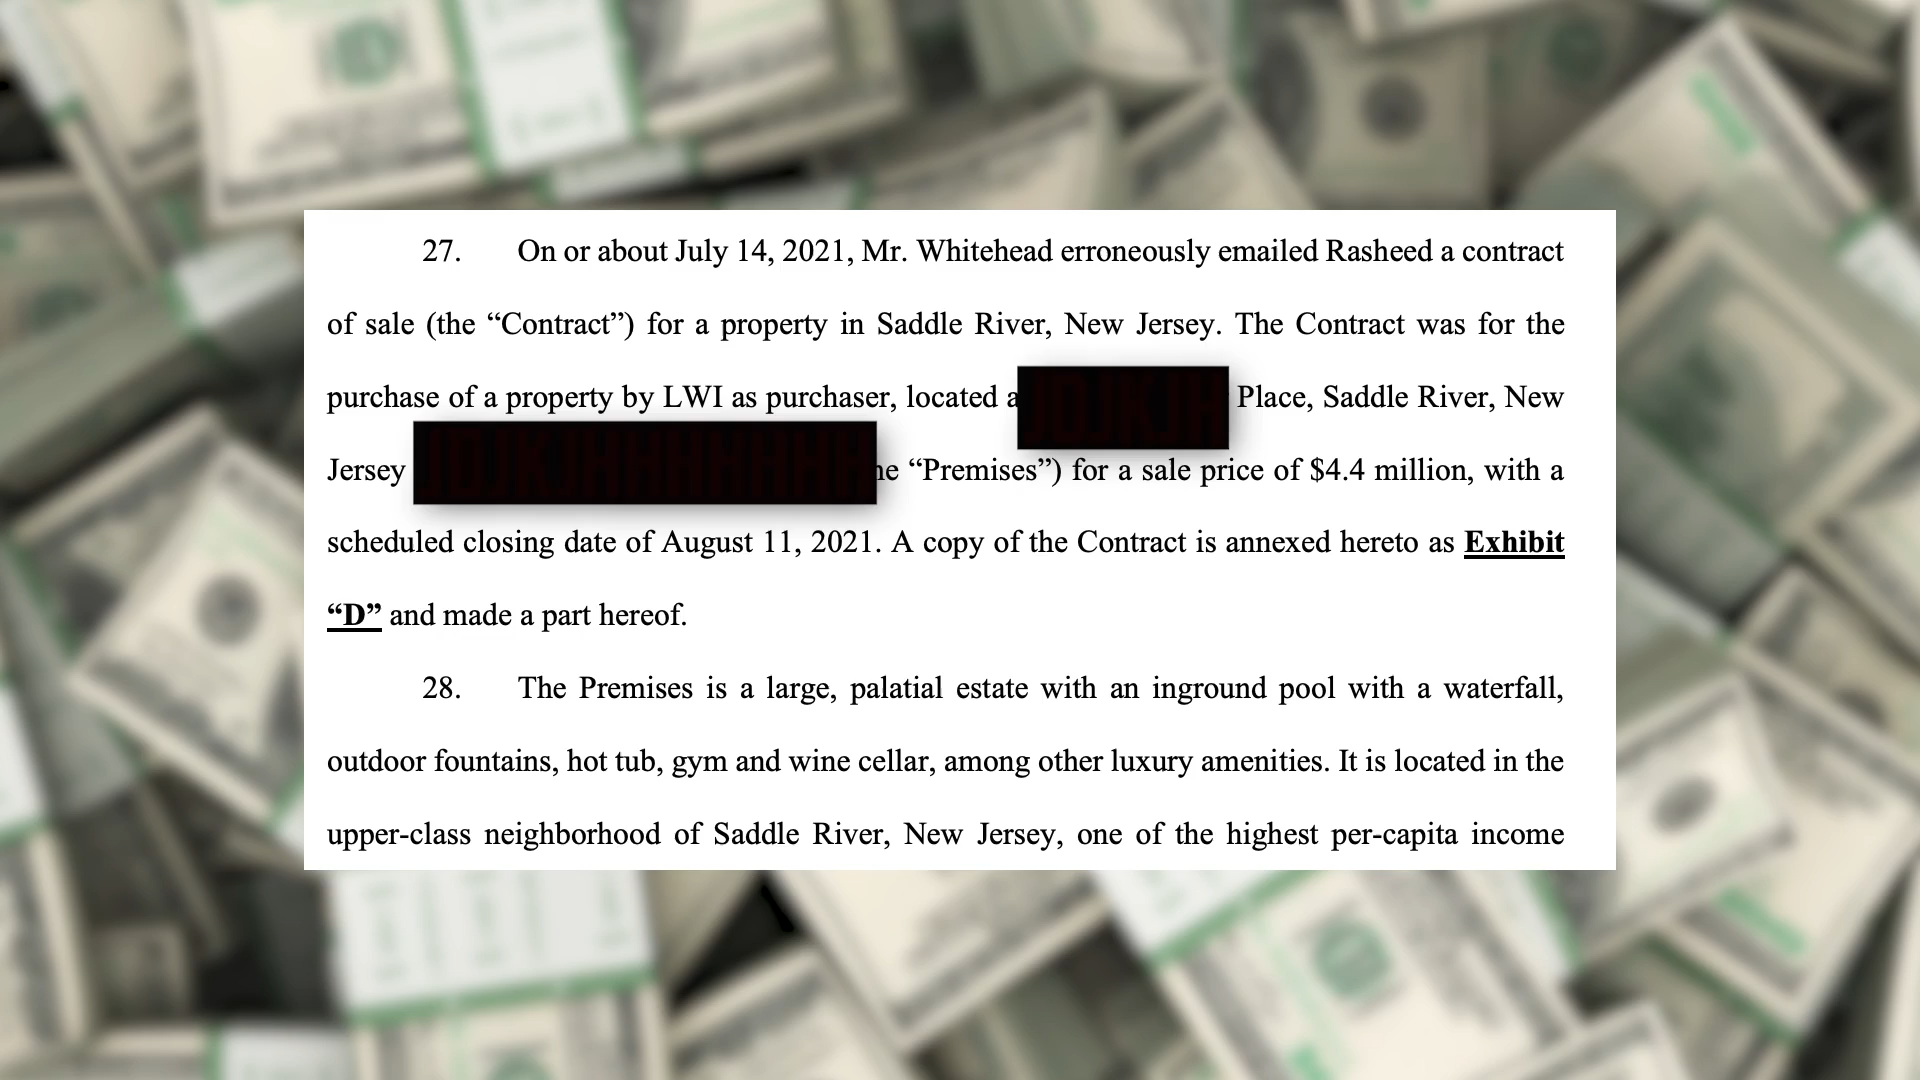 27. On or about July 14, 2021, Mr. Whitehead erroneously emailed Rasheed a contract
of sale (the “Contract”) for a property in Saddle River, New Jersey. The Contract was for the
purchase of a property by LWI as purchaser, located a Place, Saddle River, New
Jersey he “Premises”) for a sale price of $4.4 million, with a
scheduled closing date of August 11, 2021. A copy of the Contract is annexed hereto as Exhibit
“D” and made a part hereof.
28. The Premises is a large, palatial estate with an inground pool with a waterfall,
outdoor fountains, hot tub, gym and wine cellar, among other luxury amenities. It is located in the
upper-class neighborhood of Saddle River, New Jersey, one of the highest per-capita income